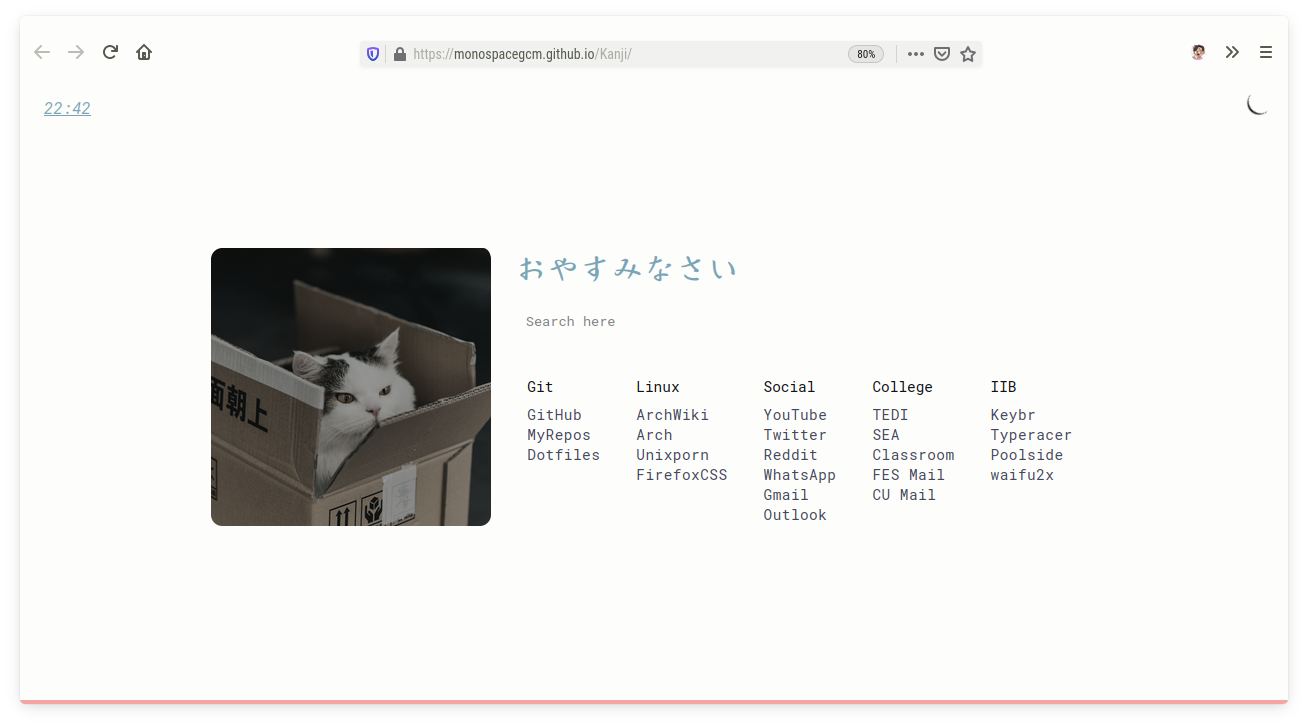 https://monospacegcm.github.io/Kanji/
80%
22:42
おやすみなさい
Search here
Git
GitHub
MyRepos
Dotfiles
Linux
ArchWiki
Arch
Unixporn
FirefoxCSS
Social
YouTube
Twitter
Reddit
WhatsApp
Gmail
Outlook
College
TEDI
SEA
Classroom
FES Mail
CU Mail
IIB
Keybr
Typeracer
Poolside
waifu2x
面朝上